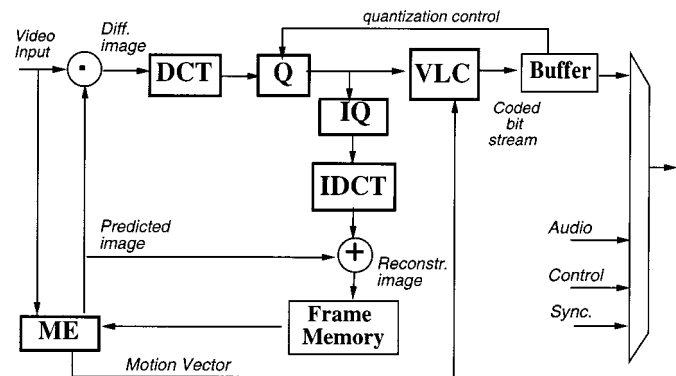 quantization control
Video
Input
Diff.
image
DCT
Q
VLC
Buffer
IQ
Coded
bit
stream
IDCT
Predicted
image
+
Reconstr.
image
Audio
Control
Sync.
ME
Frame
Memory
Motion Vector